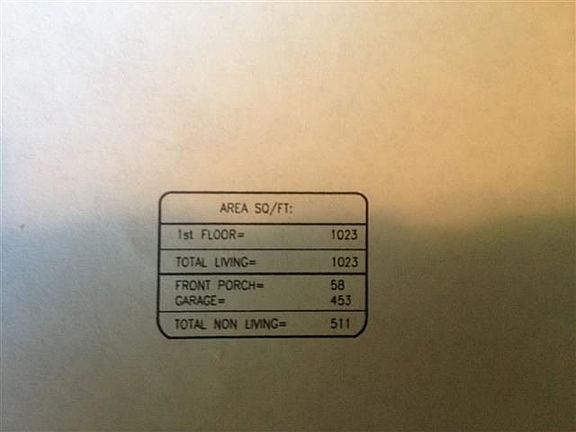 AREA SQ/FT:
1st FLOOR= 1023
TOTAL LIVING= 1023
FRONT PORCH= 58
GARAGE= 453
TOTAL NON LIVING= 511